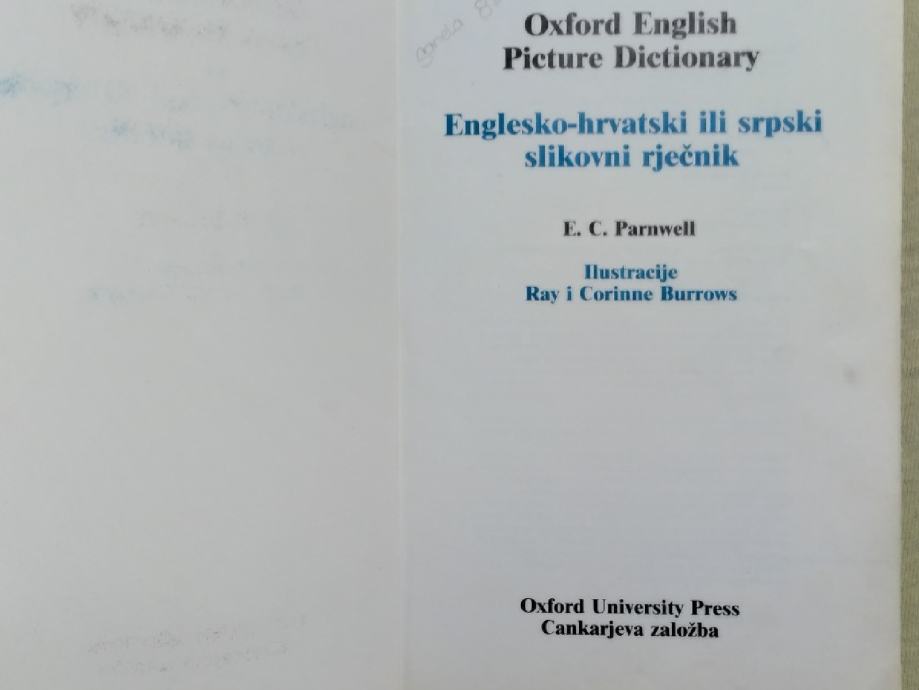 Oxford English
Picture Dictionary
Englesko-hrvatski ili srpski
slikovni rječnik
E. C. Parnwell
Ilustracije
Ray i Corinne Burrows
Oxford University Press
Cankarjeva založba